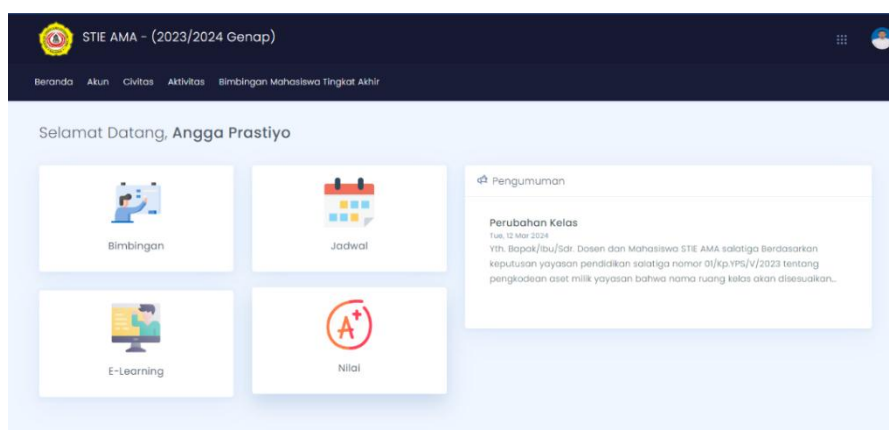 STIE AMA - (2023/2024 Genap)
Beranda Akun Civitas Aktivitas Bimbingan Mahasiswa Tingkat Akhir
Selamat Datang, Angga Prastiyo
Bimbingan
Jadwal
E-Learning
A+
Nilai
Pengumuman
Perubahan Kelas
Tue, 12 Mar 2024
Yth. Bapak/Ibu/Sdr. Dosen dan Mahasiswa STIE AMA salatiga Berdasarkan
keputusan yayasan pendidikan salatiga nomor 01/Kp.YPS/V/2023 tentang
pengkodean aset milik yayasan bahwa nama ruang kelas akan disesuaikan...